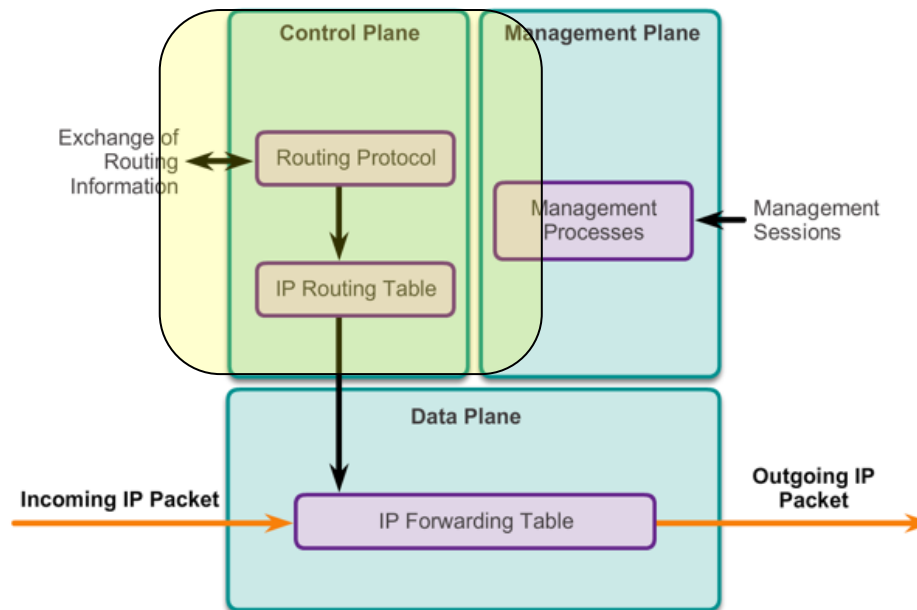 Control Plane
Management Plane
Exchange of
Routing
Information
Routing Protocol
Management
Processes
Management
Sessions
IP Routing Table
Data Plane
Incoming IP Packet
Outgoing IP
Packet
IP Forwarding Table